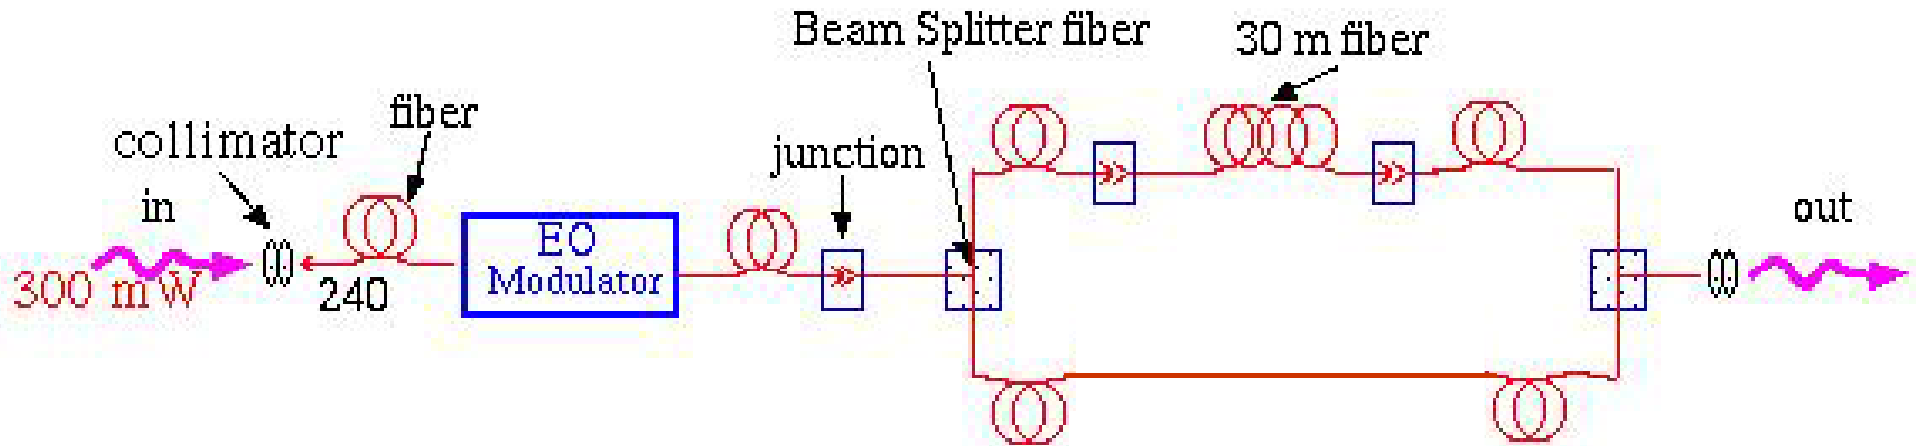 Beam Splitter fiber
30 m fiber
fiber
collimator
junction
in
out
EO
Modulator
300 mW
240